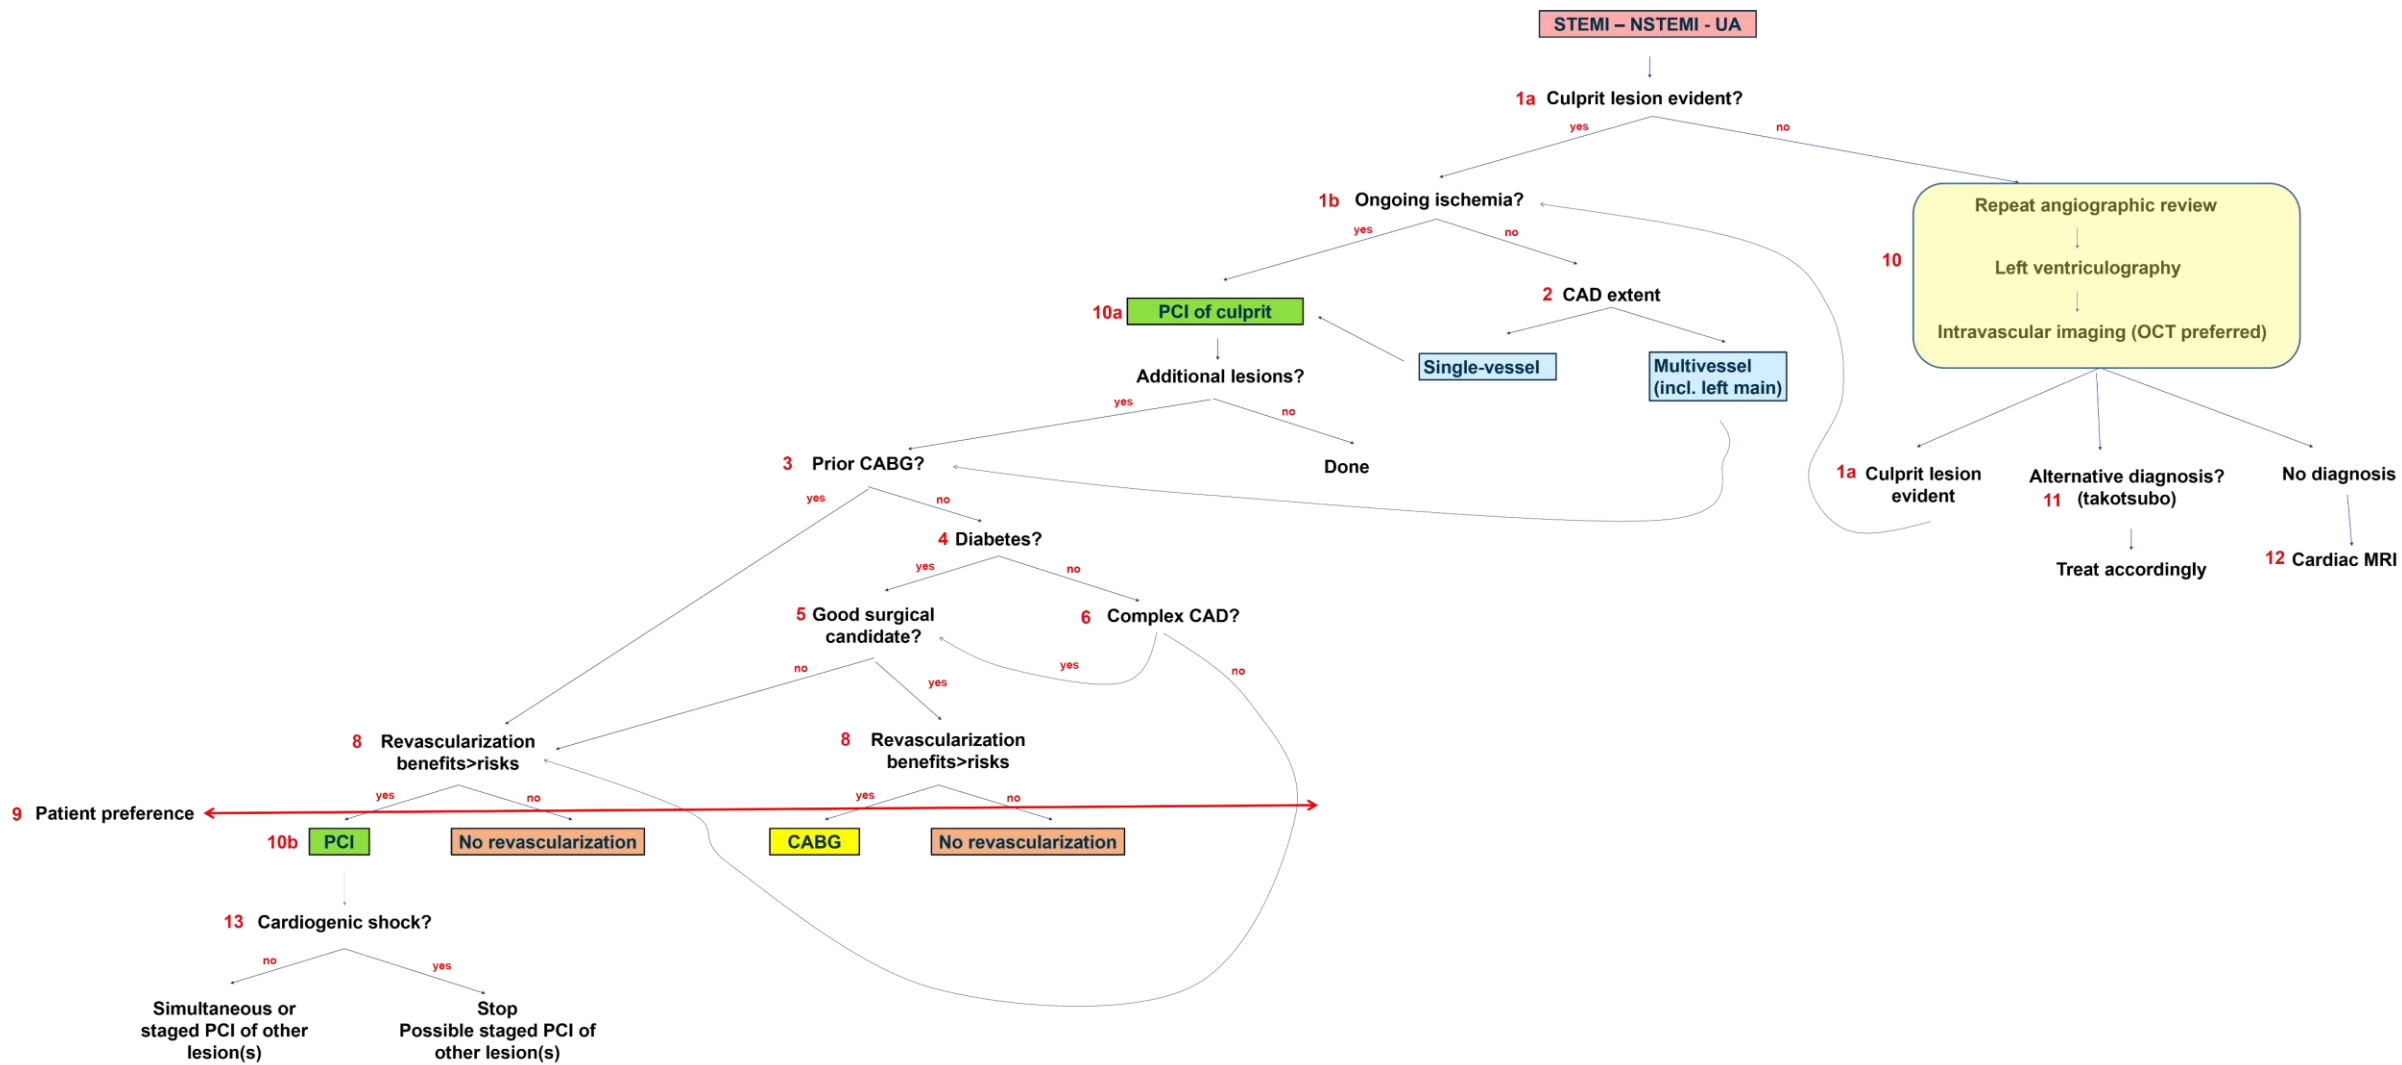 STEMI – NSTEMI - UA
1a Culprit lesion evident?
yes
no
1b Ongoing ischemia?
yes
no
10
Repeat angiographic review
Left ventriculography
Intravascular imaging (OCT preferred)
10a PCI of culprit
2 CAD extent
Single-vessel
Multivessel
(incl. left main)
Additional lesions?
yes
no
3 Prior CABG?
Done
1a Culprit lesion
evident
Alternative diagnosis?
11 (takotsubo)
No diagnosis
Treat accordingly
12 Cardiac MRI
yes
no
4 Diabetes?
yes
no
5 Good surgical
candidate?
6 Complex CAD?
no
yes
yes
no
8 Revascularization
benefits>risks
8 Revascularization
benefits>risks
yes
no
yes
no
9 Patient preference
10b PCI
No revascularization
CABG
No revascularization
13 Cardiogenic shock?
no
yes
Simultaneous or
staged PCI of other
lesion(s)
Stop
Possible staged PCI of
other lesion(s)